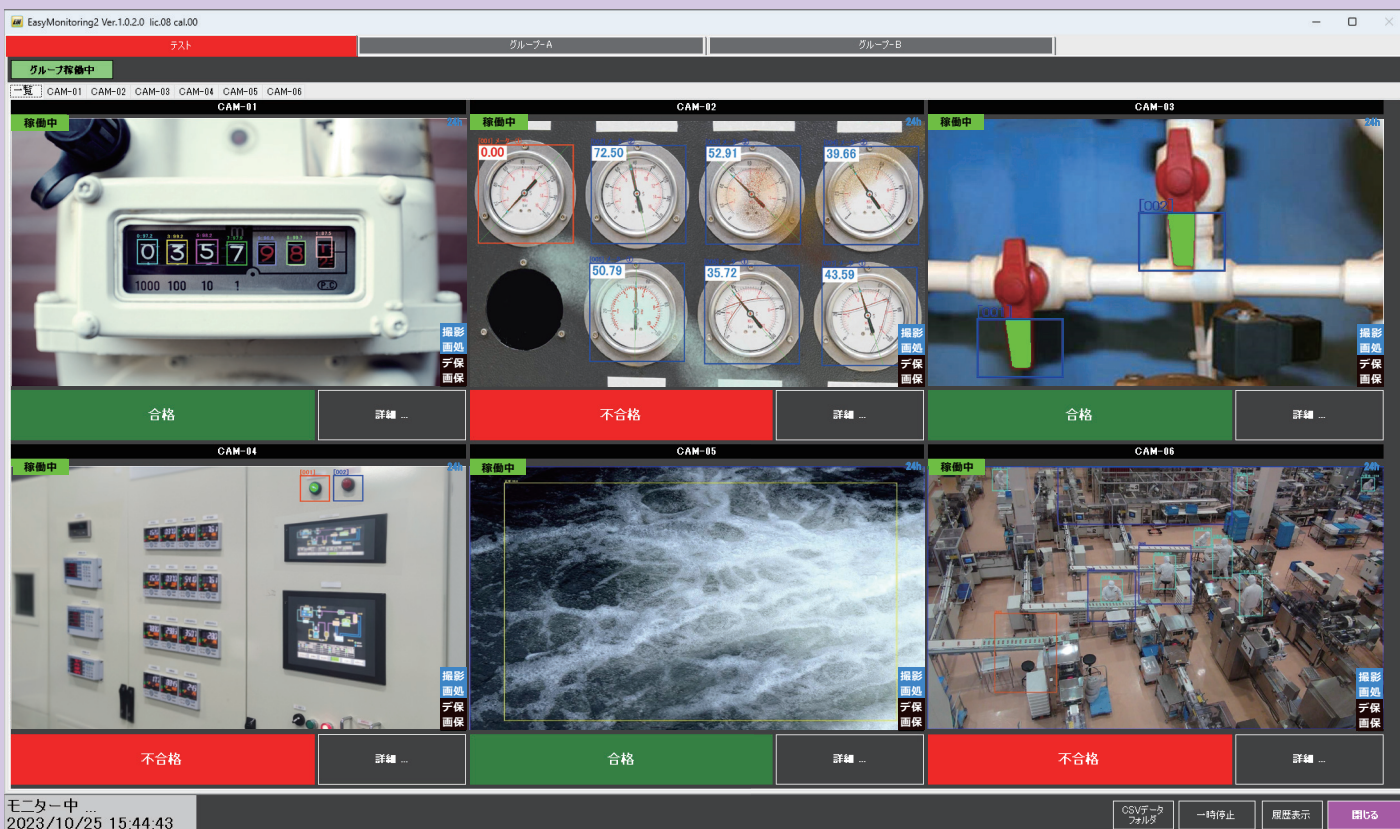 EasyMonitoring2 Ver.1.0.2.0 lic.08 cal.00
テスト
グループ-A
グループ-B
グループ稼働中
一覧 CAM-01 CAM-02 CAM-03 CAM-04 CAM-05 CAM-06
CAM-01
稼働中
24h
0 3 5 7 9 8
1000 100 10 1
撮影
画処
デ保
画保
合格
詳細 ...
CAM-02
稼働中
24h
0.00
72.50
52.91
39.66
50.79
35.72
43.59
撮影
画処
デ保
画保
不合格
詳細 ...
CAM-03
稼働中
24h
[002]
[001]
撮影
画処
デ保
画保
合格
詳細 ...
CAM-04
稼働中
24h
[001] [002]
撮影
画処
デ保
画保
不合格
詳細 ...
CAM-05
稼働中
24h
撮影
画処
デ保
画保
合格
詳細 ...
CAM-06
稼働中
24h
撮影
画処
デ保
画保
不合格
詳細 ...
モニター中 ...
2023/10/25 15:44:43
CSVデータ
フォルダ
一時停止
履歴表示
閉じる